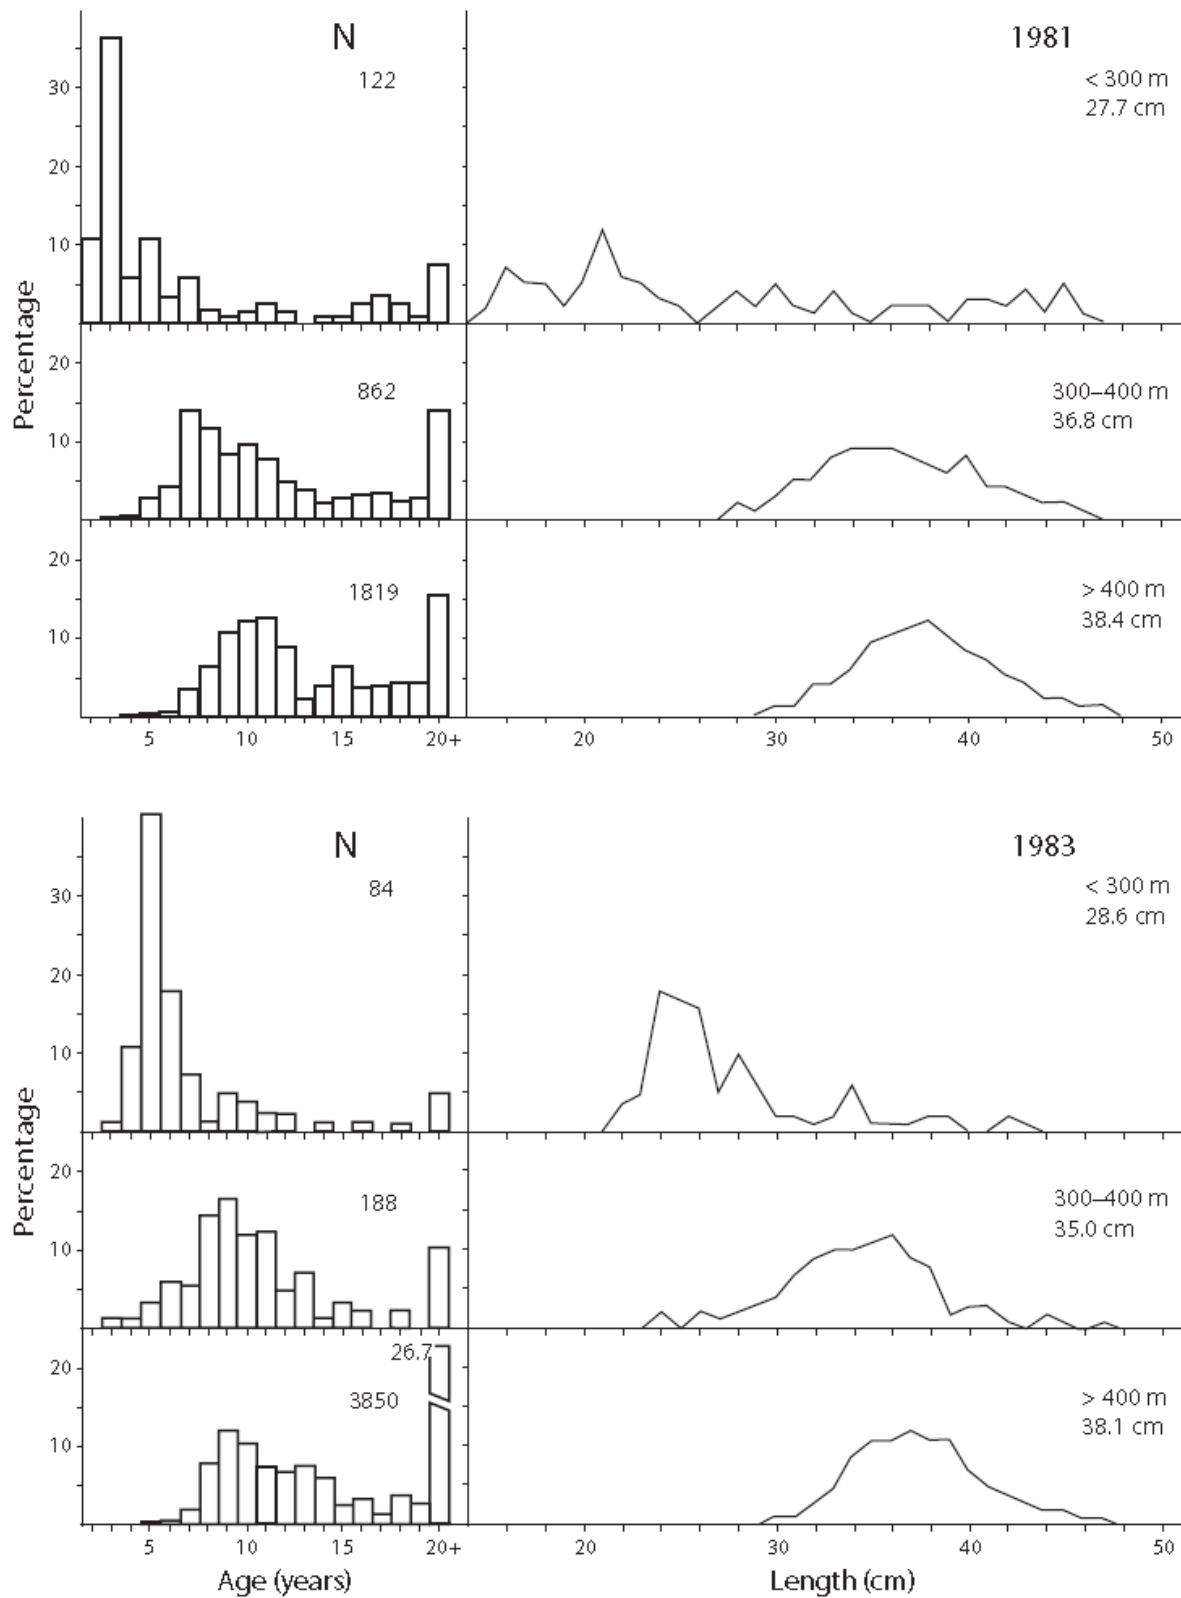 N
1981
122
< 300 m
27.7 cm
30
20
10
Percentage
862
300–400 m
36.8 cm
20
10
1819
> 400 m
38.4 cm
20
10
5 10 15 20+
20 30 40 50
N
1983
84
< 300 m
28.6 cm
30
20
10
Percentage
188
300–400 m
35.0 cm
20
10
26.7
3850
> 400 m
38.1 cm
20
10
5 10 15 20+
20 30 40 50
Age (years)
Length (cm)